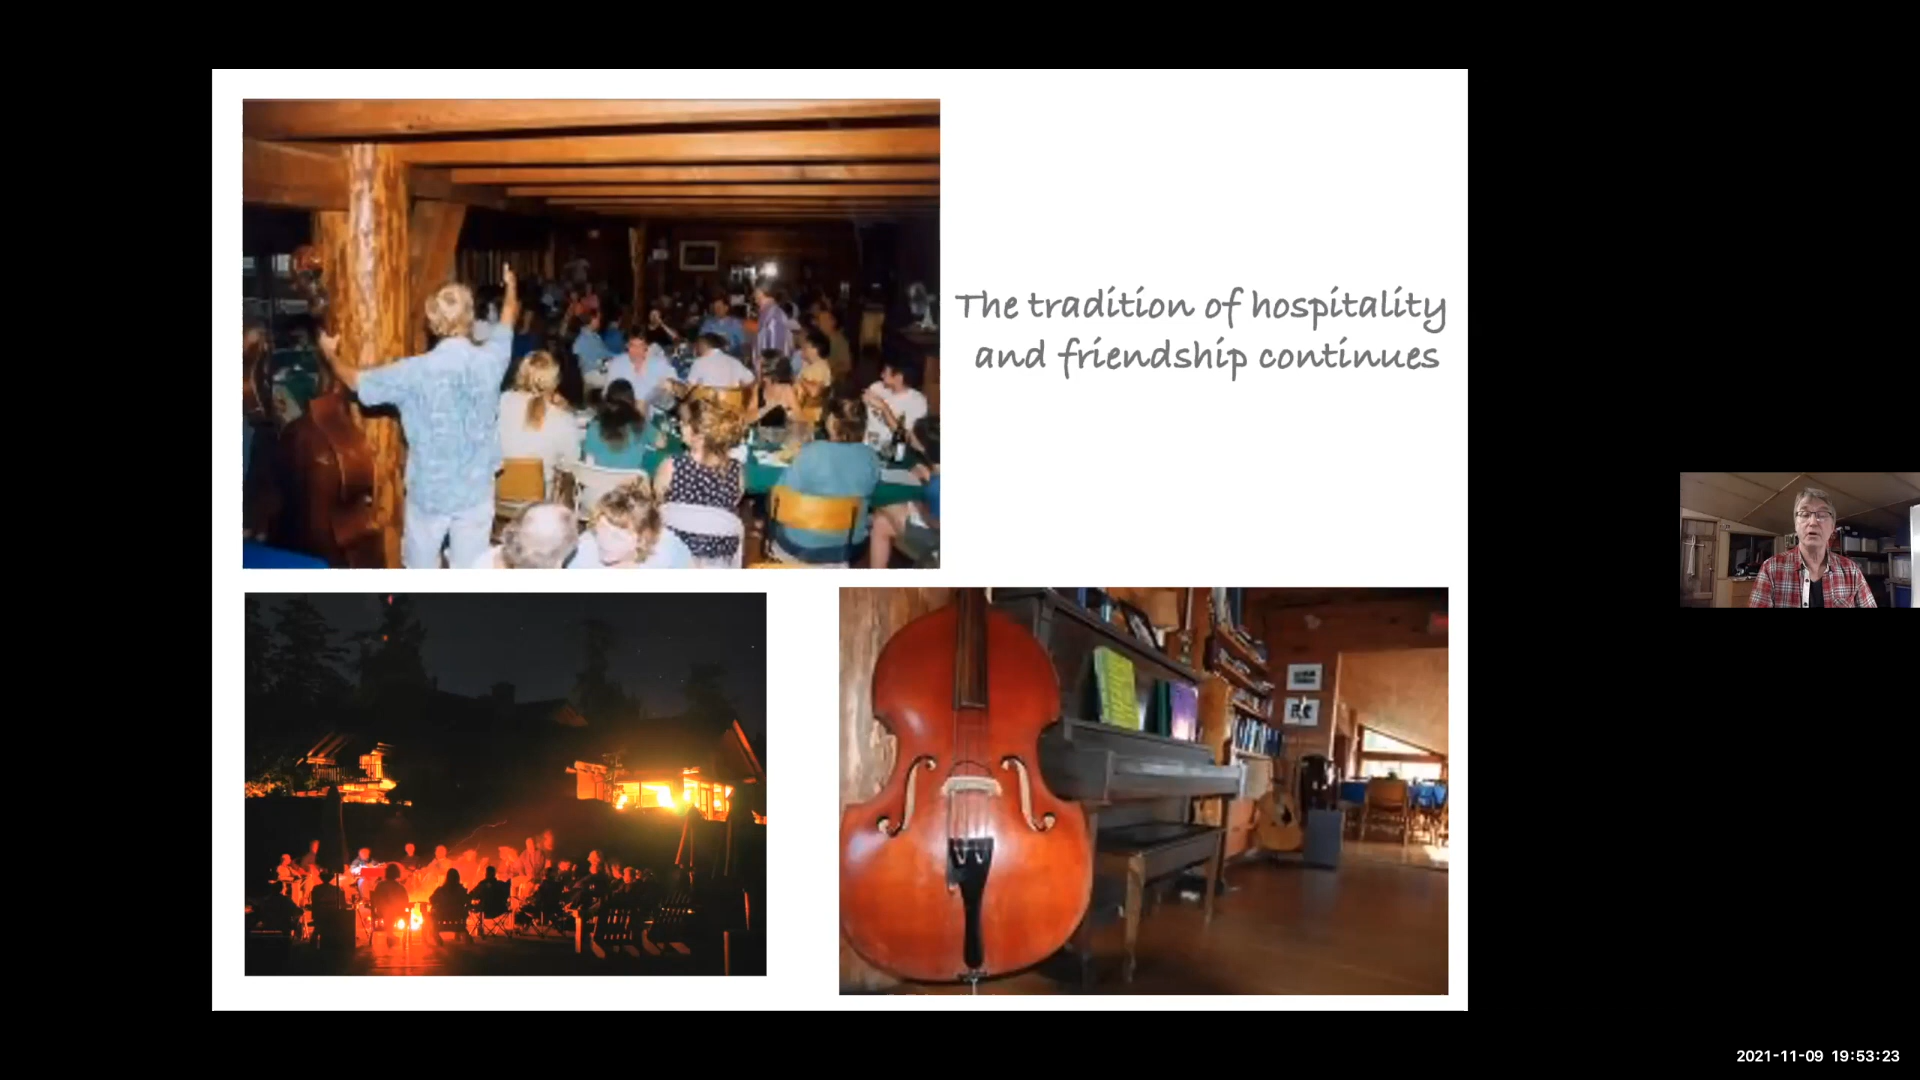 The tradition of hospitality
and friendship continues
2021-11-09 19:53:23